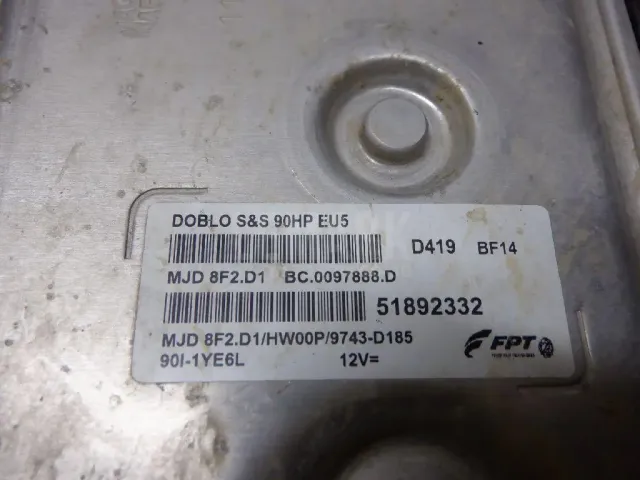 DOBLO S&S 90HP EU5
D419 BF14
MJD 8F2.D1 BC.0097888.D
51892332
MJD 8F2.D1/HW00P/9743-D185
90I-1YE6L 12V=
FPT